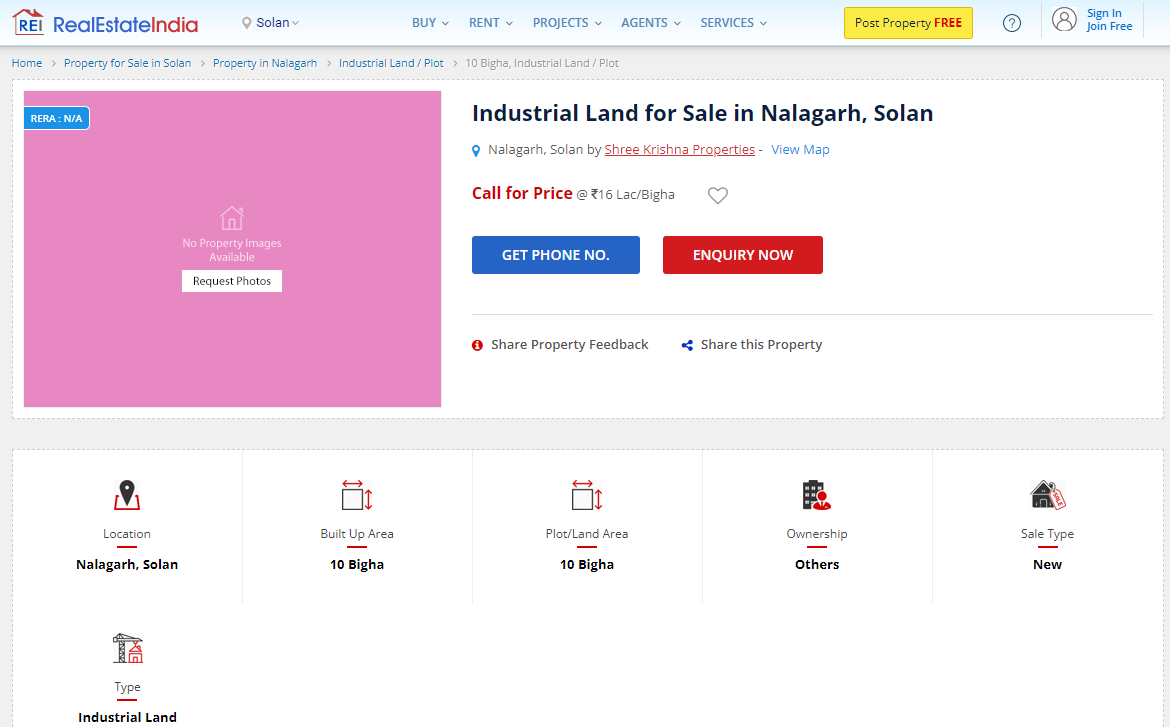 REI RealEstateIndia
Solan
BUY RENT PROJECTS AGENTS SERVICES
Post Property FREE
?
Sign In
Join Free
Home > Property for Sale in Solan > Property in Nalagarh > Industrial Land / Plot > 10 Bigha, Industrial Land / Plot
RERA : N/A
No Property Images
Available
Request Photos
Industrial Land for Sale in Nalagarh, Solan
Nalagarh, Solan by Shree Krishna Properties - View Map
Call for Price @ ₹16 Lac/Bigha
GET PHONE NO. ENQUIRY NOW
Share Property Feedback Share this Property
Location
Nalagarh, Solan
Built Up Area
10 Bigha
Plot/Land Area
10 Bigha
Ownership
Others
Sale Type
New
Type
Industrial Land